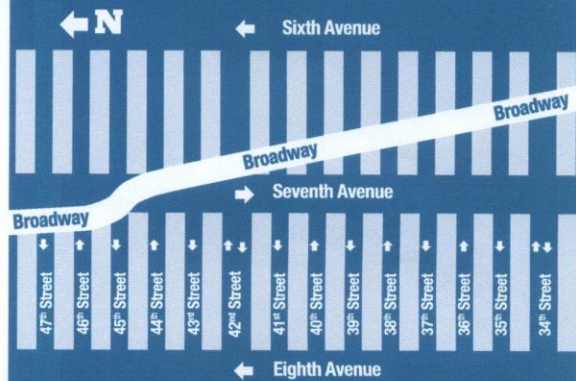 N
Sixth Avenue
Broadway
Broadway
Seventh Avenue
Broadway
47th Street
46th Street
45th Street
44th Street
43rd Street
42nd Street
41st Street
40th Street
39th Street
38th Street
37th Street
36th Street
35th Street
34th Street
Eighth Avenue